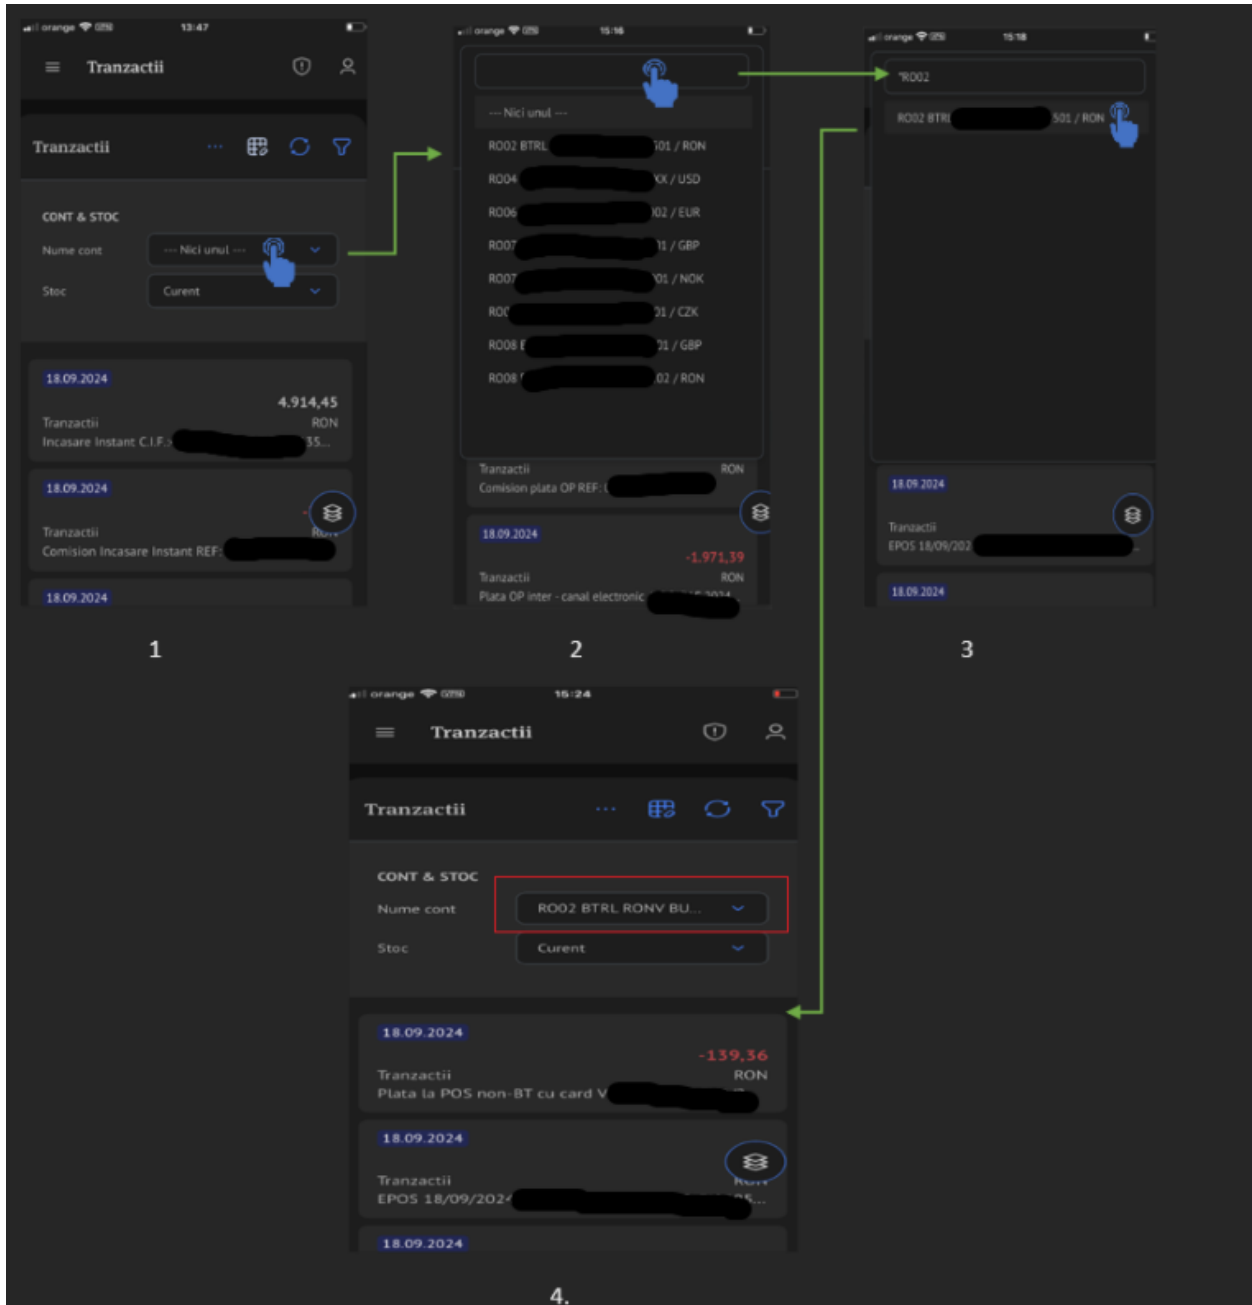 orange 13:47
Tranzactii
Tranzactii
CONT & STOC
Nume cont --- Nici unul ---
Stoc Curent
18.09.2024
4.914,45
Tranzactii RON
Incasare Instant C.I.F.: 35...
18.09.2024
Tranzactii
Comision Incasare Instant REF:
18.09.2024
1
orange 15:16
--- Nici unul ---
RO02 BTRL 501 / RON
RO04 XX / USD
RO06 002 / EUR
RO07 01 / GBP
RO07 001 / NOK
01 / CZK
RO08 01 / GBP
RO08 02 / RON
Tranzactii RON
Comision plata OP REF:
18.09.2024
-1.971,39
Tranzactii RON
Plata OP inter - canal electronic
2
orange 15:18
*RO02
RO02 BTRL 501 / RON
18.09.2024
Tranzactii
EPOS 18/09/202
18.09.2024
3
orange 15:24
Tranzactii
Tranzactii
CONT & STOC
Nume cont RO02 BTRL RONV BU...
Stoc Curent
18.09.2024
-139,36
Tranzactii RON
Plata la POS non-BT cu card V
18.09.2024
Tranzactii
EPOS 18/09/2024
18.09.2024
4.